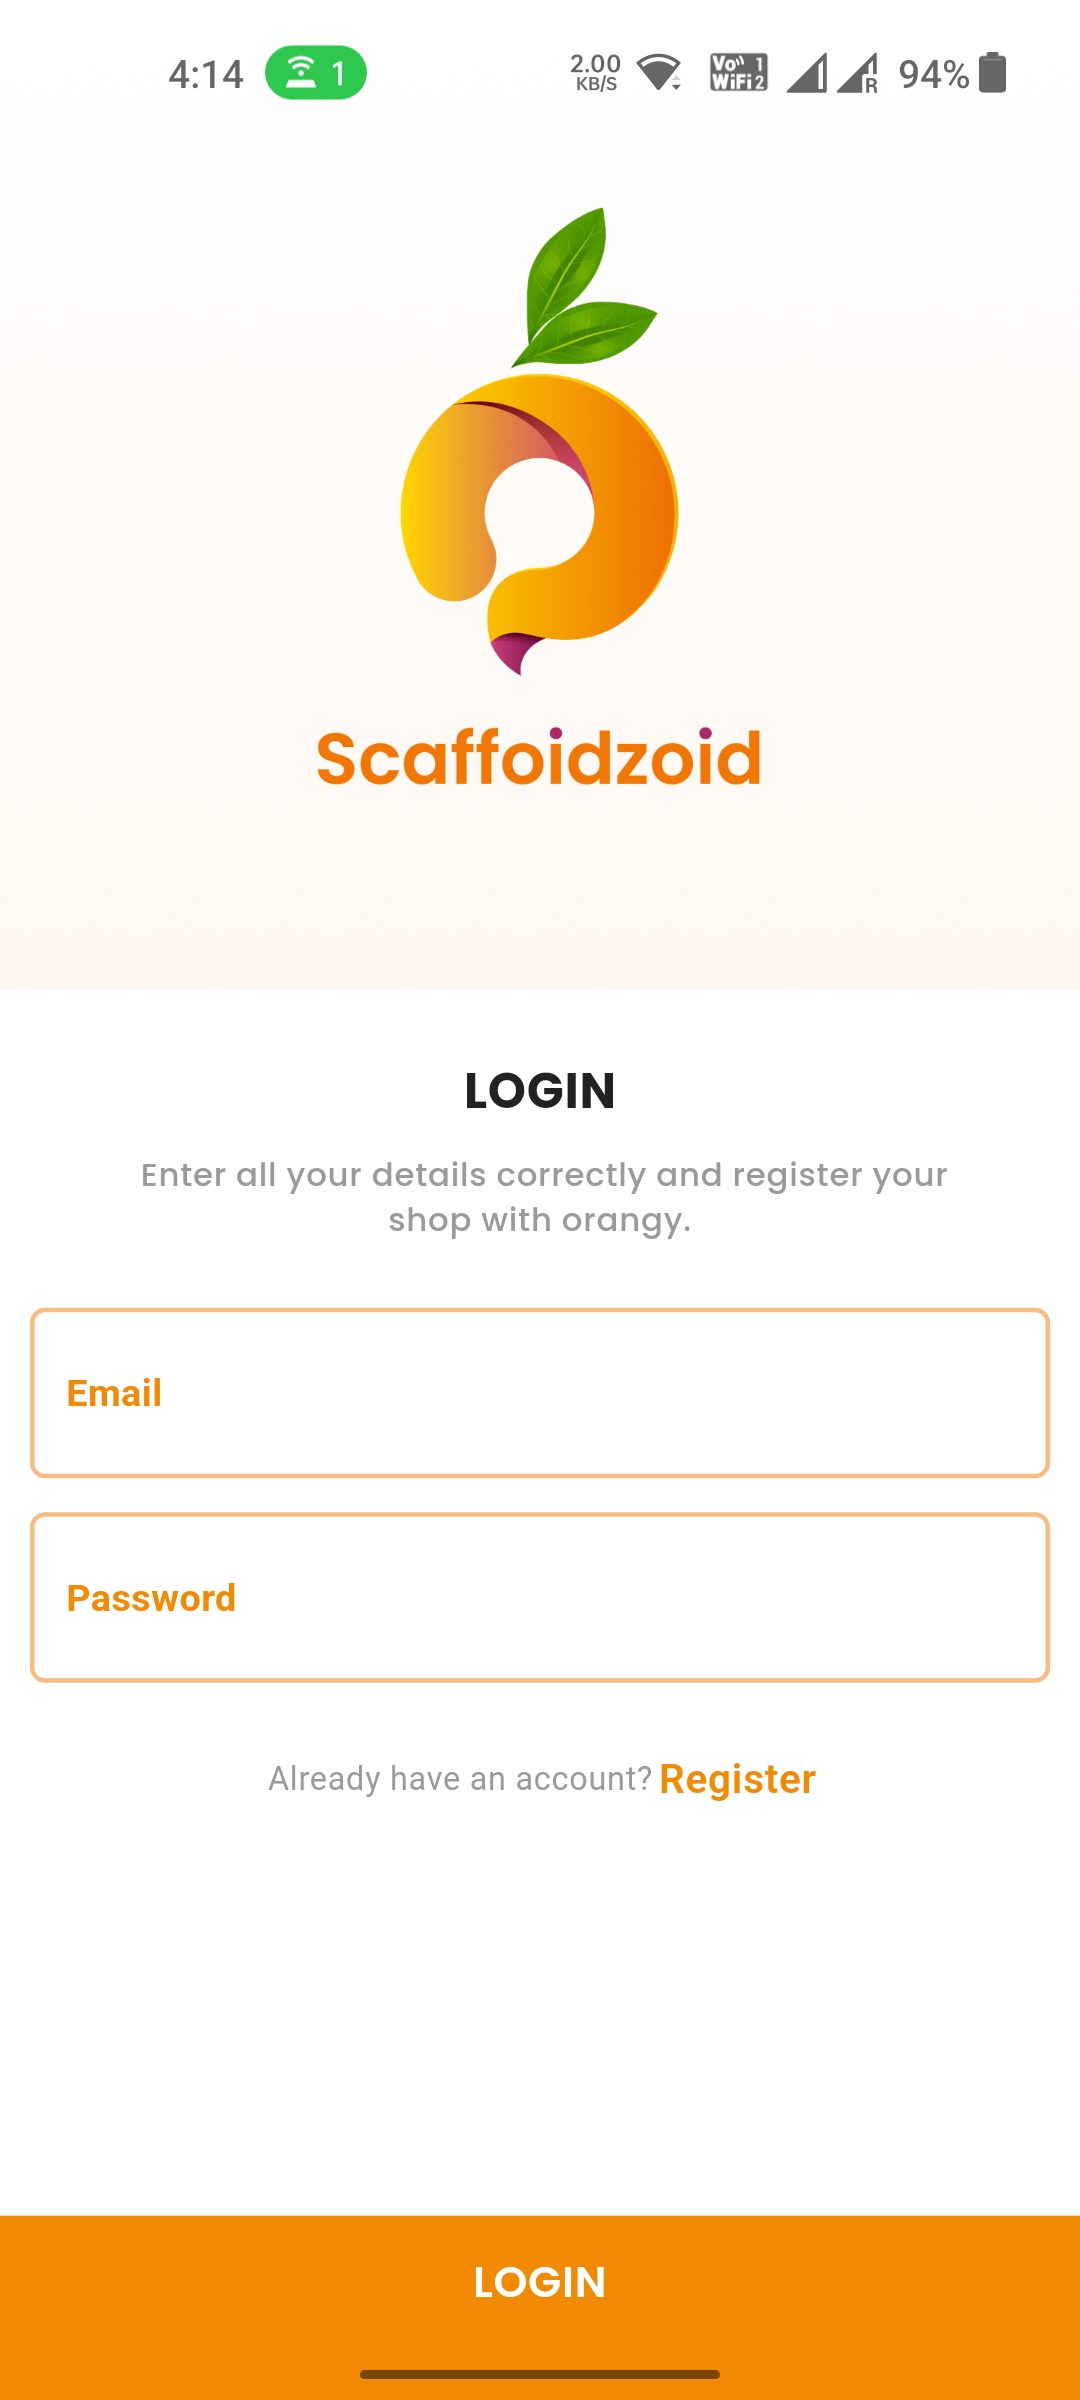 4:14 1 2.00 KB/S Vo)) 1 WiFi 2 R 94%
Scaffoidzoid
LOGIN
Enter all your details correctly and register your
shop with orangy.
Email
Password
Already have an account? Register
LOGIN